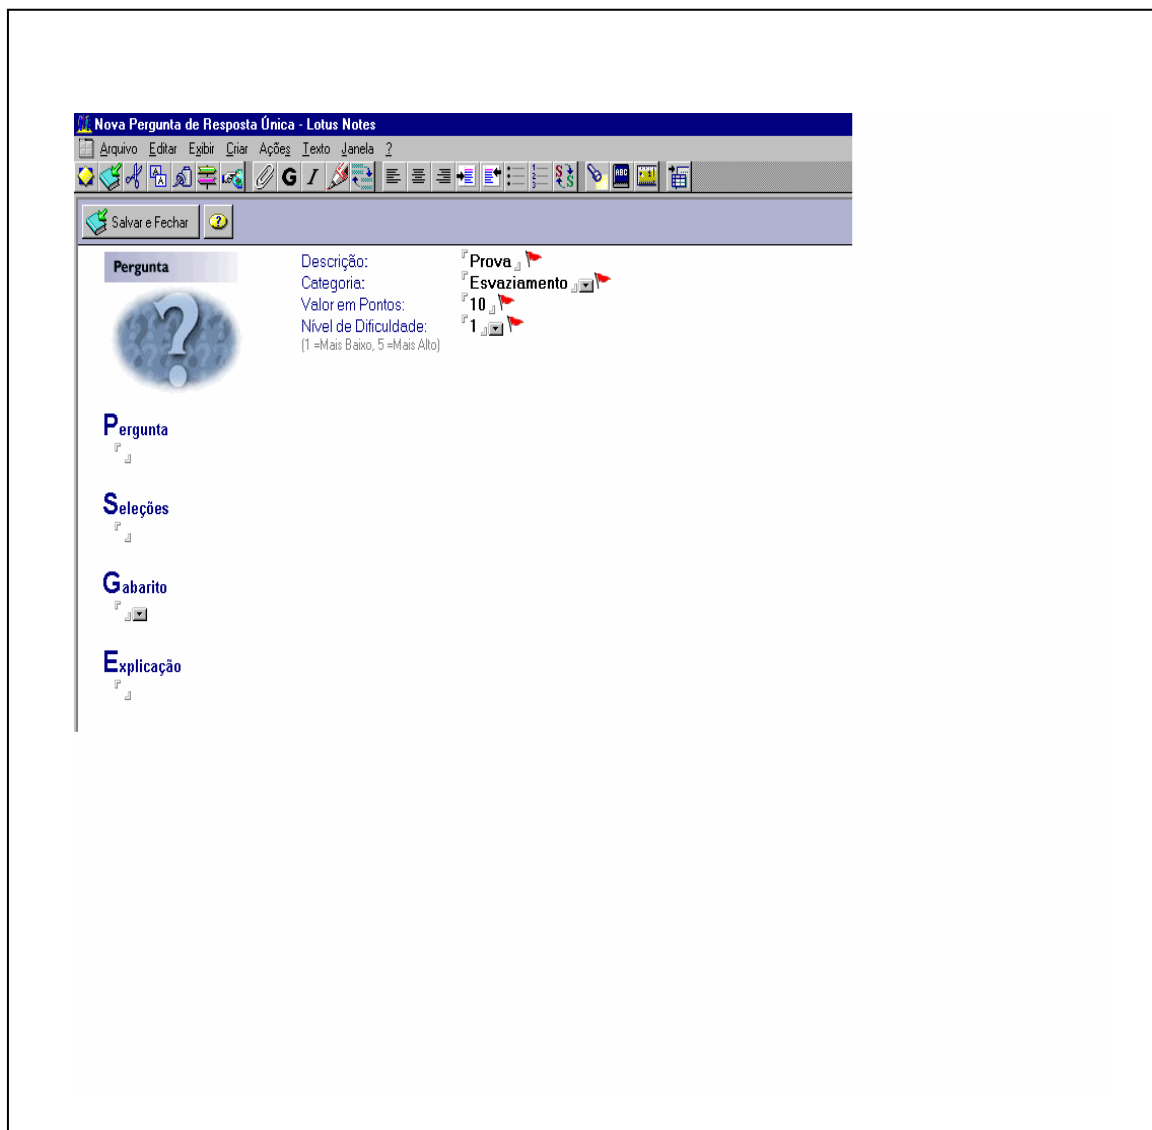 Nova Pergunta de Resposta Única - Lotus Notes
Arquivo Editar Exibir Criar Ações Texto Janela ?
G I
Salvar e Fechar
Pergunta
Descrição: Prova
Categoria: Esvaziamento
Valor em Pontos: 10
Nível de Dificuldade: 1
(1 =Mais Baixo, 5 =Mais Alto)
Pergunta
Seleções
Gabarito
Explicação